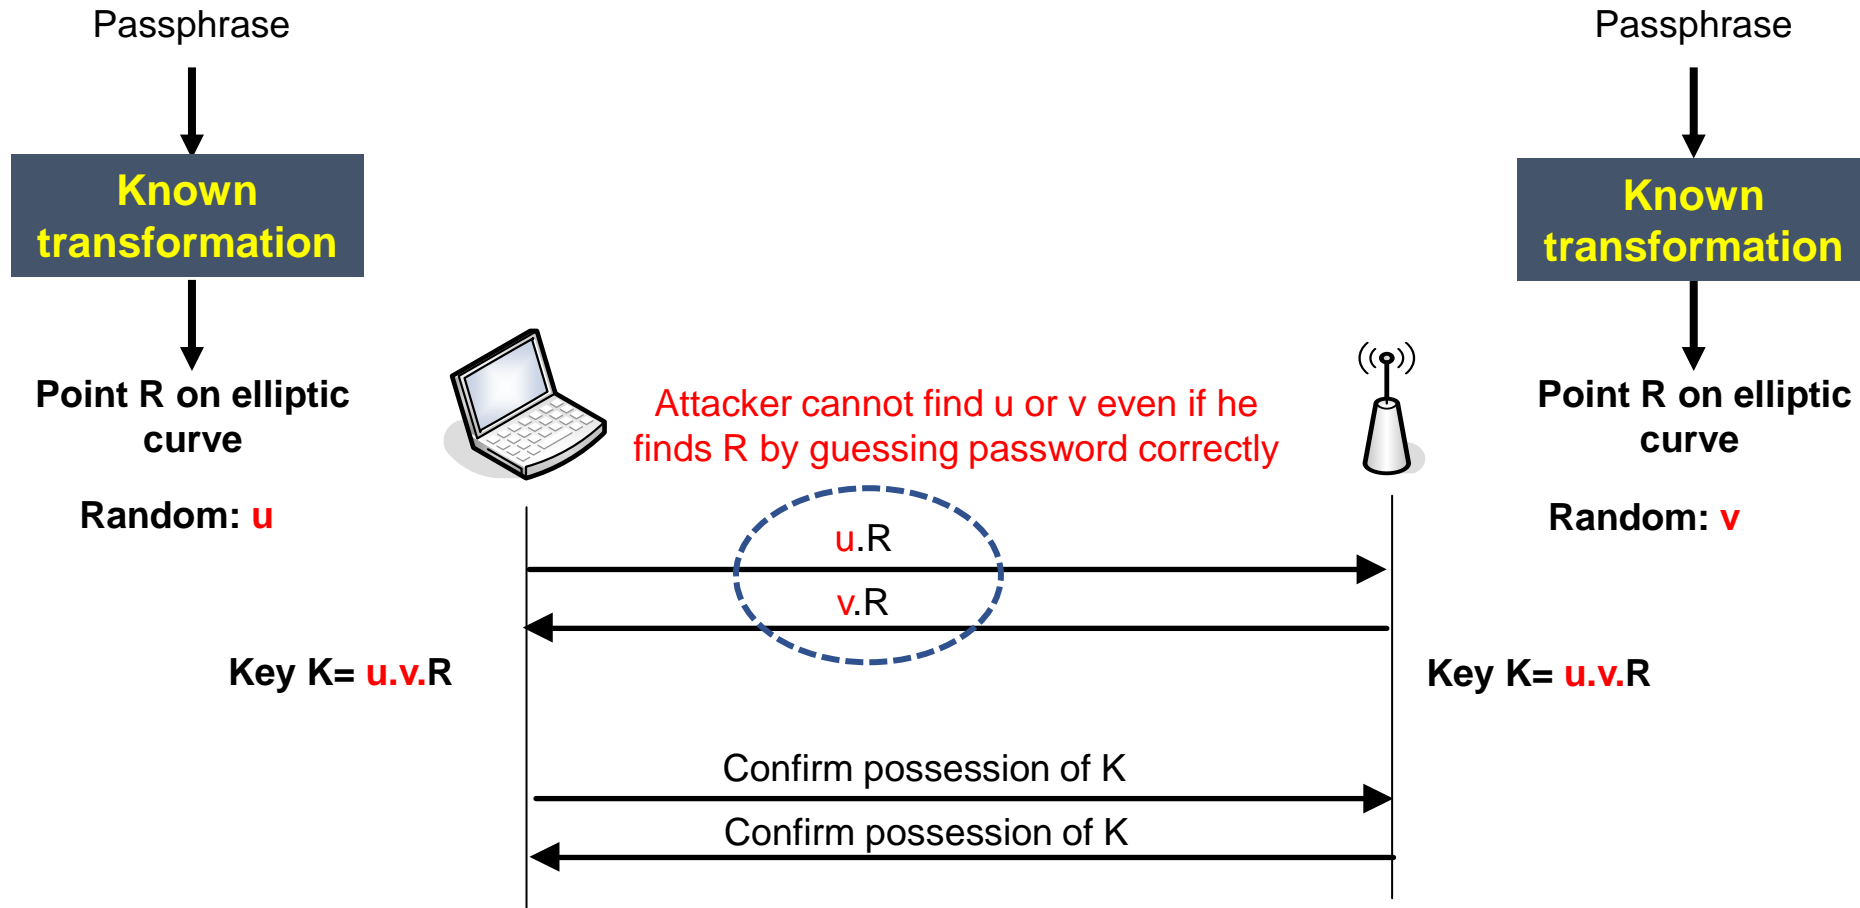 Passphrase
Known
transformation
Point R on elliptic
curve
Random: u
Passphrase
Known
transformation
Point R on elliptic
curve
Random: v
Attacker cannot find u or v even if he
finds R by guessing password correctly
u.R
v.R
Key K= u.v.R
Key K= u.v.R
Confirm possession of K
Confirm possession of K